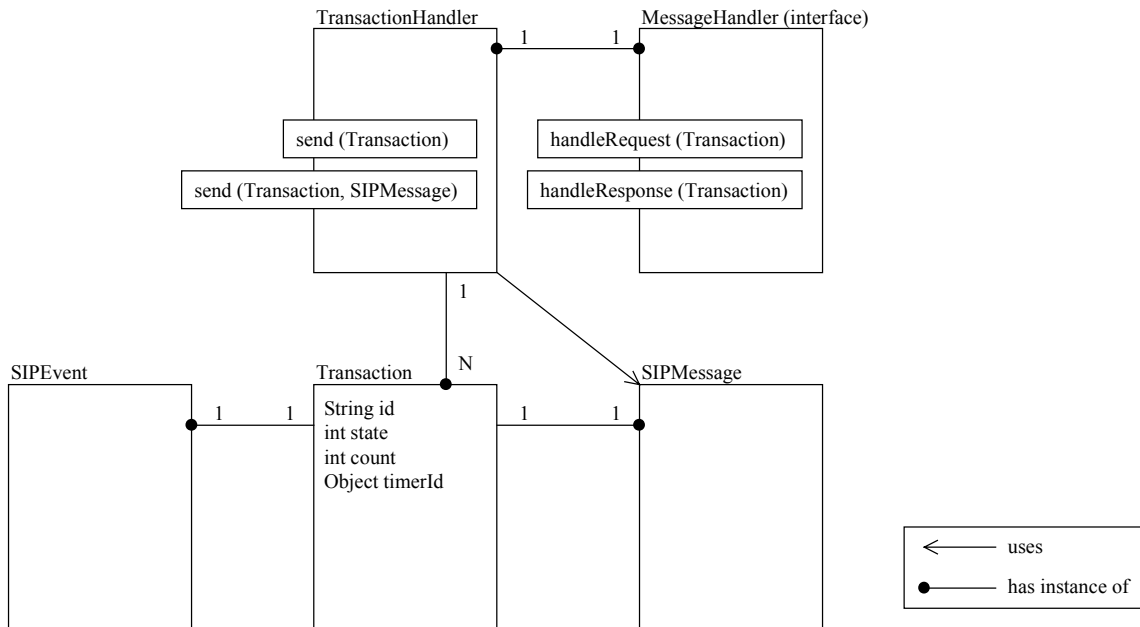 TransactionHandler
MessageHandler (interface)
1
1
send (Transaction)
handleRequest (Transaction)
send (Transaction, SIPMessage)
handleResponse (Transaction)
1
N
SIPEvent
Transaction
SIPMessage
1
1
String id
int state
int count
Object timerId
1
1
uses
has instance of